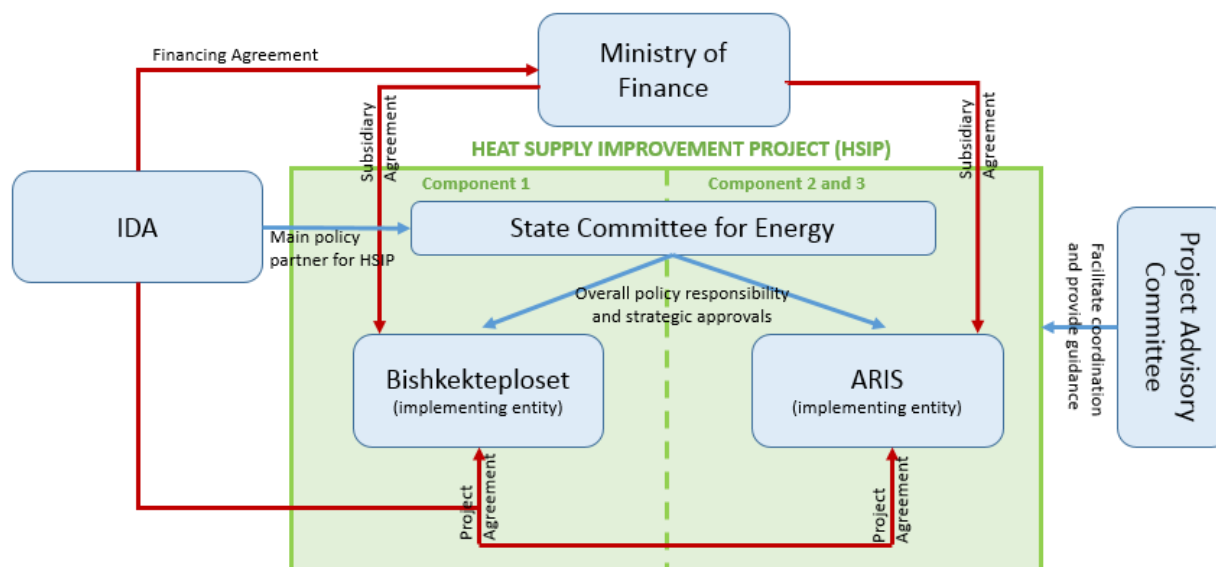 Financing Agreement
Ministry of
Finance
Subsidiary
Agreement
Subsidiary
Agreement
HEAT SUPPLY IMPROVEMENT PROJECT (HSIP)
Component 1
Component 2 and 3
IDA
Main policy
partner for HSIP
State Committee for Energy
Overall policy responsibility
and strategic approvals
Bishkekteploset
(implementing entity)
ARIS
(implementing entity)
Facilitate coordination
and provide guidance
Project Advisory
Committee
Project
Agreement
Project
Agreement